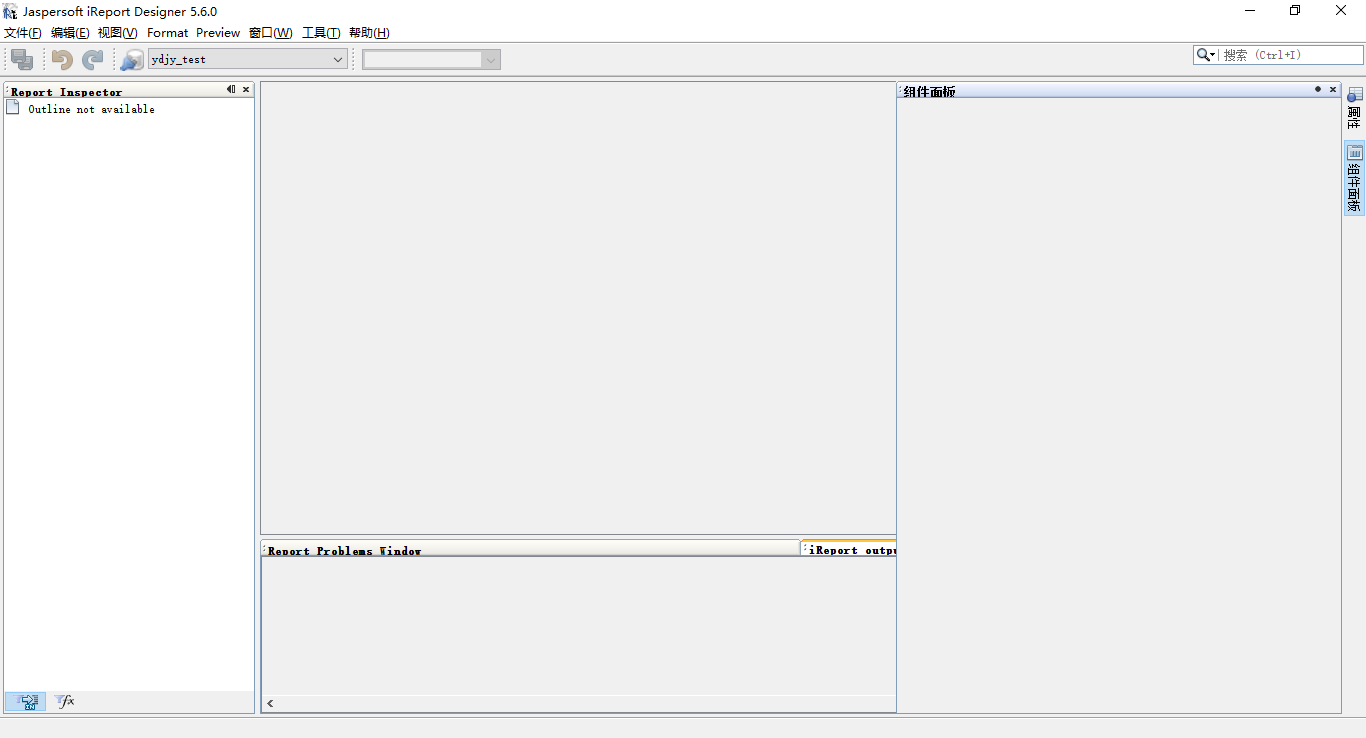 Jaspersoft iReport Designer 5.6.0
文件(F) 编辑(E) 视图(V) Format Preview 窗口(W) 工具(T) 帮助(H)
ydjy_test
搜索 (Ctrl+I)
Report Inspector
Outline not available
组件面板
属性
组件面板
Report Problems Window
iReport outpu
fx